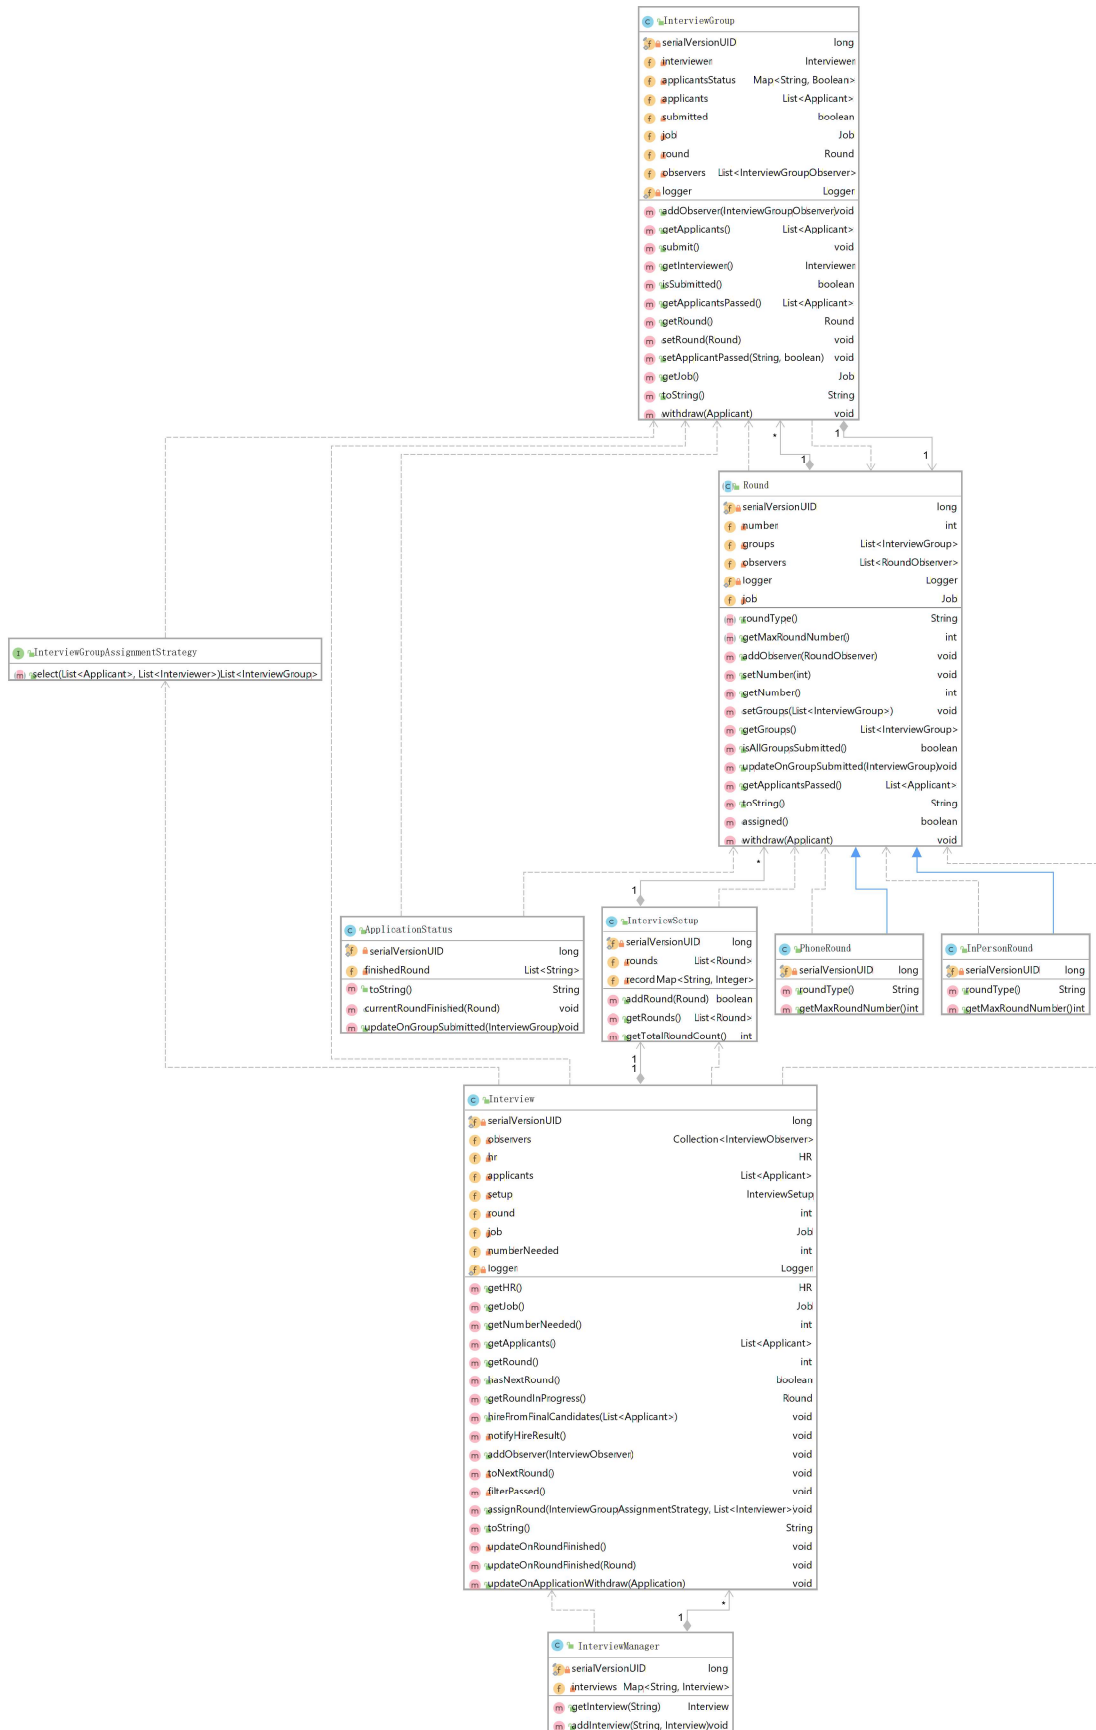 InterviewGroup
serialVersionUID long
interviewer Interviewer
applicantsStatus Map<String, Boolean>
applicants List<Applicant>
submitted boolean
job Job
round Round
observers List<InterviewGroupObserver>
logger Logger
addObserver(InterviewGroupObserver)void
getApplicants() List<Applicant>
submit() void
getInterviewer() Interviewer
isSubmitted() boolean
getApplicantsPassed() List<Applicant>
getRound() Round
setRound(Round) void
setApplicantPassed(String, boolean) void
getJob() Job
toString() String
withdraw(Applicant) void
* 1 1 1
Round
serialVersionUID long
number int
groups List<InterviewGroup>
observers List<RoundObserver>
logger Logger
job Job
roundType() String
getMaxRoundNumber() int
addObserver(RoundObserver) void
setNumber(int) void
getNumber() int
setGroups(List<InterviewGroup>) void
getGroups() List<InterviewGroup>
isAllGroupsSubmitted() boolean
updateOnGroupSubmitted(InterviewGroup)void
getApplicantsPassed() List<Applicant>
toString() String
assigned() boolean
withdraw(Applicant) void
InterviewGroupAssignmentStrategy
select(List<Applicant>, List<Interviewer>)List<InterviewGroup>
1 *
ApplicationStatus
serialVersionUID long
finishedRound List<String>
toString() String
currentRoundFinished(Round) void
updateOnGroupSubmitted(InterviewGroup)void
InterviewSetup
serialVersionUID long
rounds List<Round>
recordMap<String, Integer>
addRound(Round) boolean
getRounds() List<Round>
getTotalRoundCount() int
PhoneRound
serialVersionUID long
roundType() String
getMaxRoundNumber()int
InPersonRound
serialVersionUID long
roundType() String
getMaxRoundNumber()int
1
1
Interview
serialVersionUID long
observers Collection<InterviewObserver>
hr HR
applicants List<Applicant>
setup InterviewSetup
round int
job Job
numberNeeded int
logger Logger
getHR() HR
getJob() Job
getNumberNeeded() int
getApplicants() List<Applicant>
getRound() int
hasNextRound() boolean
getRoundInProgress() Round
hireFromFinalCandidates(List<Applicant>) void
notifyHireResult() void
addObserver(InterviewObserver) void
toNextRound() void
filterPassed() void
assignRound(InterviewGroupAssignmentStrategy, List<Interviewer>)void
toString() String
updateOnRoundFinished() void
updateOnRoundFinished(Round) void
updateOnApplicationWithdraw(Application) void
1 *
InterviewManager
serialVersionUID long
interviews Map<String, Interview>
getInterview(String) Interview
addInterview(String, Interview)void